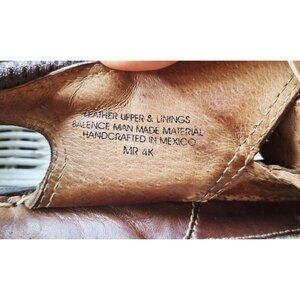 LEATHER UPPER & LININGS
BALENCE MAN MADE MATERIAL
HANDCRAFTED IN MEXICO
MR 4K